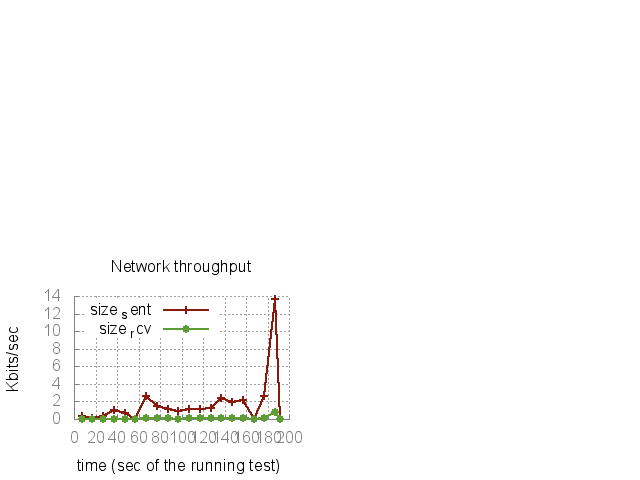 Network throughput
14
12
10
8
6
4
2
0
Kbits/sec
size s ent
size r cv
0 20 40 60 80 100 120 140 160 180 200
time (sec of the running test)